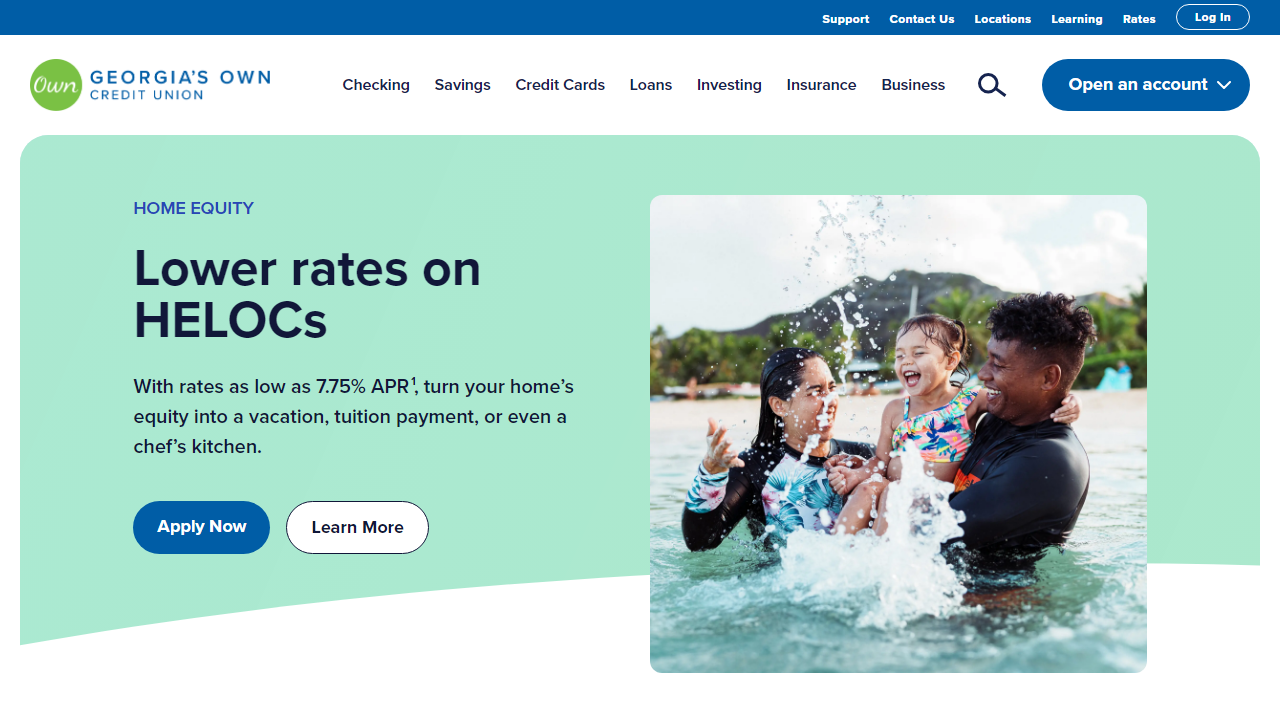 Support Contact Us Locations Learning Rates Log In
Own GEORGIA'S OWN
CREDIT UNION
Checking Savings Credit Cards Loans Investing Insurance Business
Open an account
HOME EQUITY
Lower rates on
HELOCs
With rates as low as 7.75% APR¹, turn your home’s
equity into a vacation, tuition payment, or even a
chef’s kitchen.
Apply Now Learn More